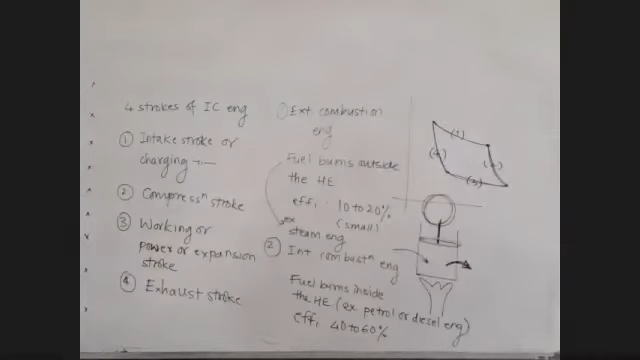 4 strokes of IC eng
① Intake stroke or
charging
② Compressⁿ stroke
③ Working or
power or expansion
stroke
④ Exhaust stroke
① Ext combustion
eng
Fuel burns outside
the HE
effi 10 to 20%
(small)
ex
steam eng
② Int combustⁿ eng
Fuel burns inside
the HE (ex petrol or diesel eng)
effi 40 to 60%
(1)
(2)
(3)
(4)